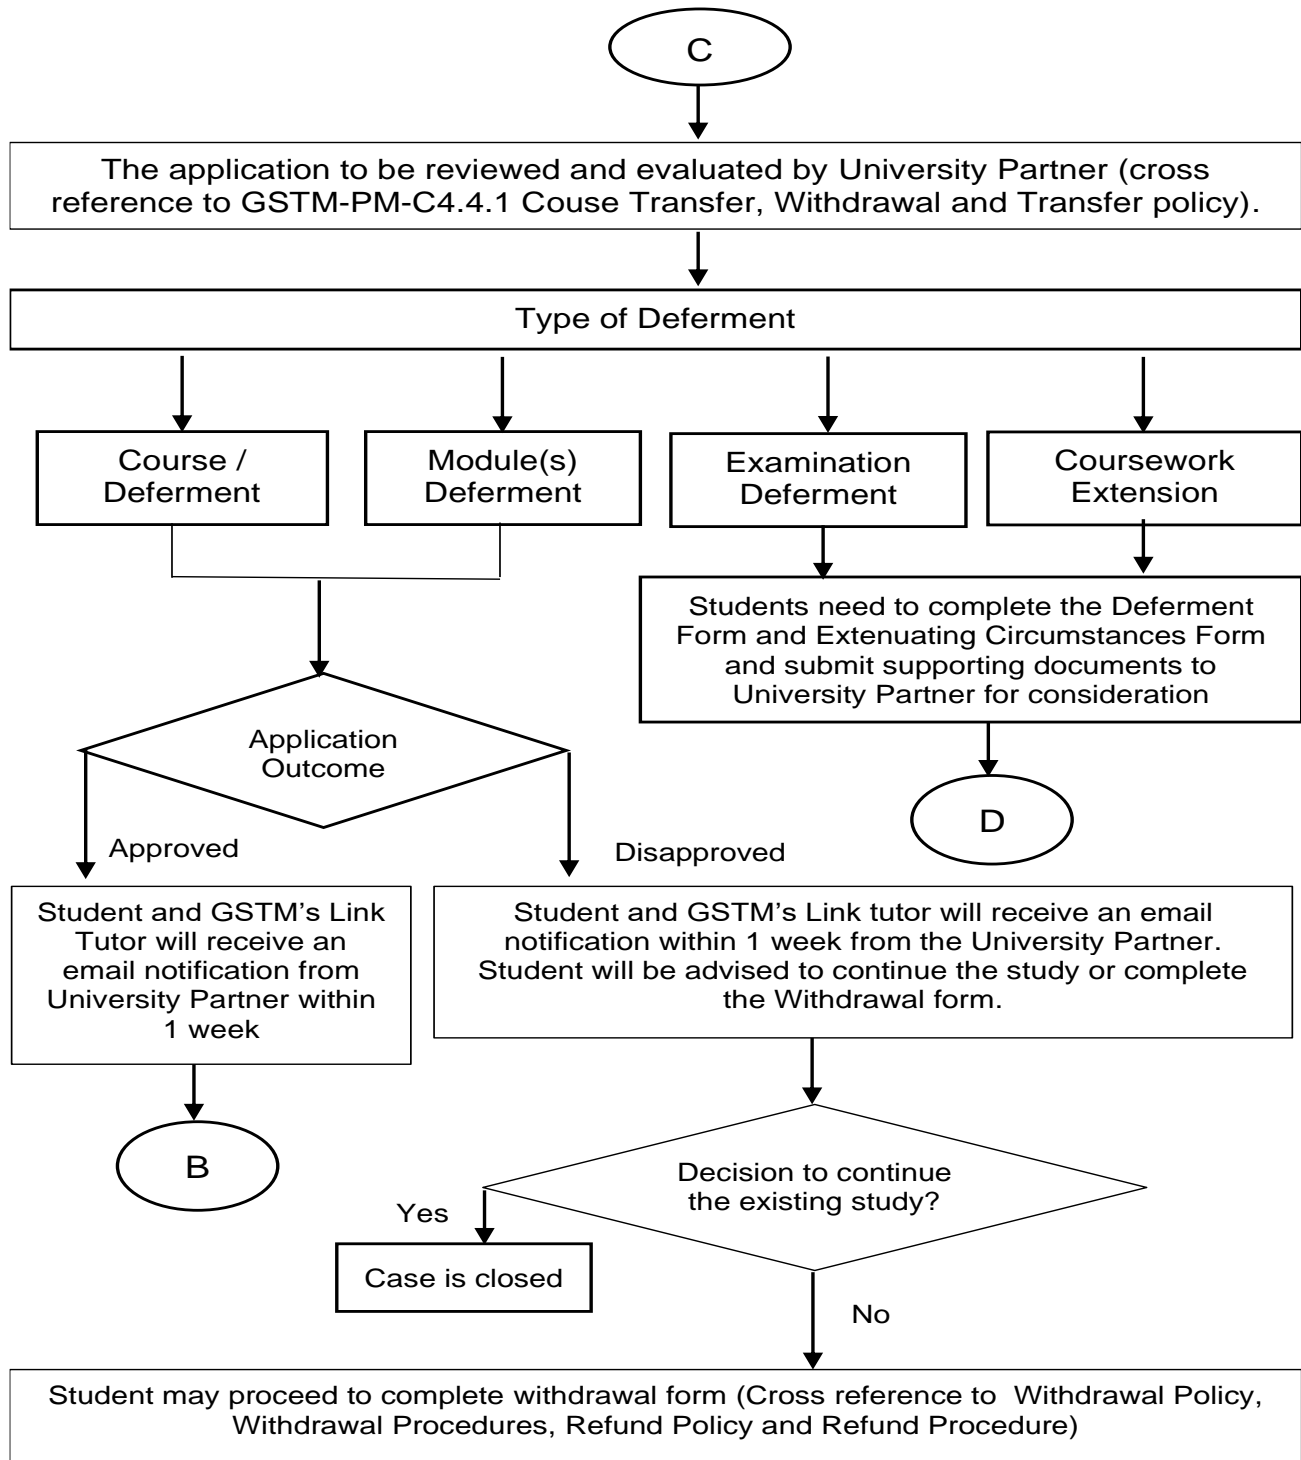 C
The application to be reviewed and evaluated by University Partner (cross
reference to GSTM-PM-C4.4.1 Couse Transfer, Withdrawal and Transfer policy).
Type of Deferment
Course /
Deferment
Module(s)
Deferment
Examination
Deferment
Coursework
Extension
Students need to complete the Deferment
Form and Extenuating Circumstances Form
and submit supporting documents to
University Partner for consideration
Application
Outcome
D
Approved
Disapproved
Student and GSTM’s Link
Tutor will receive an
email notification from
University Partner within
1 week
Student and GSTM’s Link tutor will receive an email
notification within 1 week from the University Partner.
Student will be advised to continue the study or complete
the Withdrawal form.
B
Decision to continue
the existing study?
Yes
Case is closed
No
Student may proceed to complete withdrawal form (Cross reference to  Withdrawal Policy,
Withdrawal Procedures, Refund Policy and Refund Procedure)